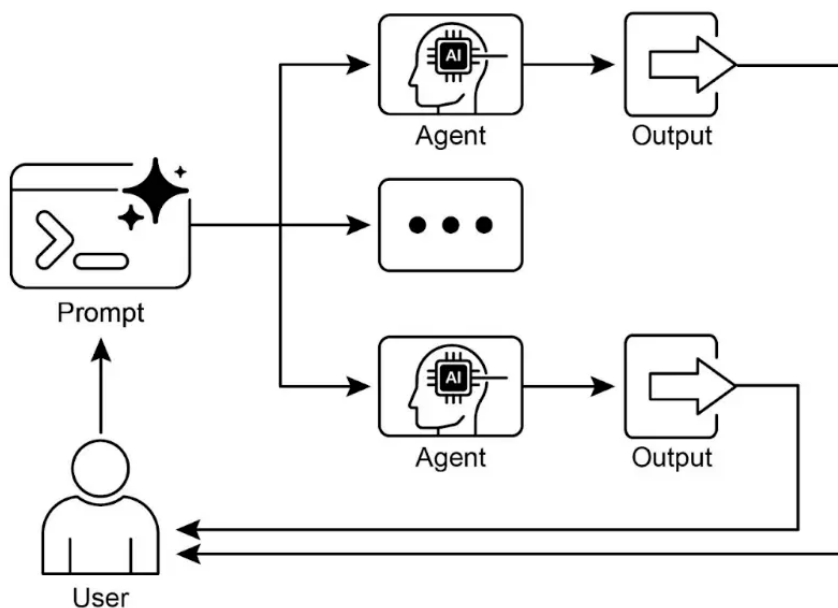 AI
Agent
Output
Prompt
AI
Agent
Output
User